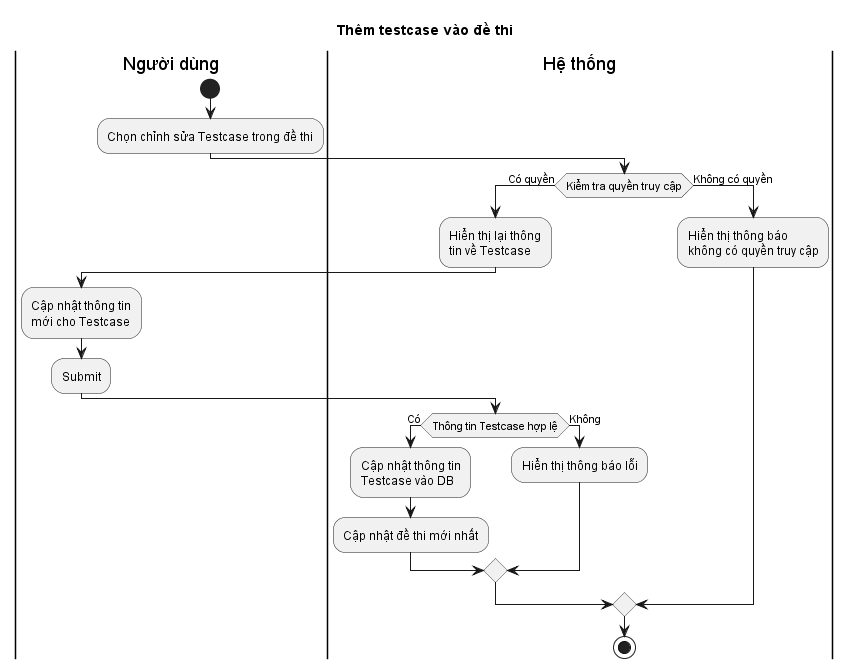 Thêm testcase vào đề thi
Người dùng
Hệ thống
Chọn chỉnh sửa Testcase trong đề thi
Có quyền
Kiểm tra quyền truy cập
Không có quyền
Hiển thị lại thông
tin về Testcase
Hiển thị thông báo
không có quyền truy cập
Cập nhật thông tin
mới cho Testcase
Submit
Có
Thông tin Testcase hợp lệ
Không
Cập nhật thông tin
Testcase vào DB
Hiển thị thông báo lỗi
Cập nhật đề thi mới nhất